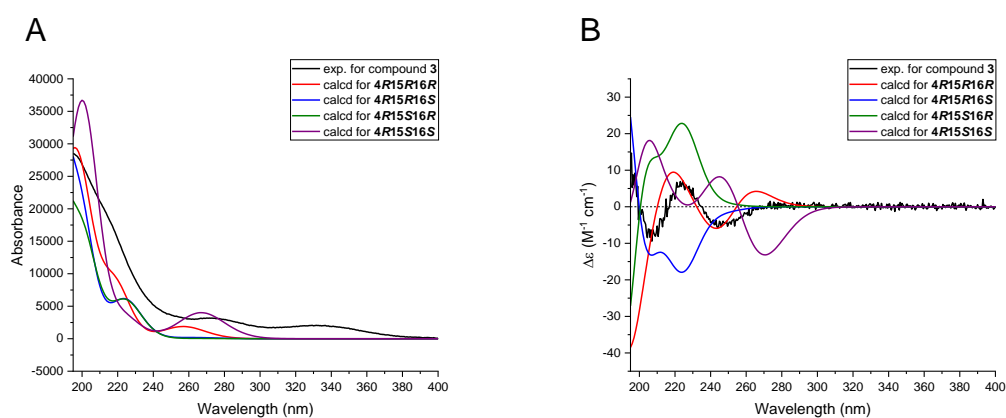 A
exp. for compound 3
calcd for 4R15R16R
calcd for 4R15R16S
calcd for 4R15S16R
calcd for 4R15S16S
Absorbance
40000
35000
30000
25000
20000
15000
10000
5000
0
-5000
200 220 240 260 280 300 320 340 360 380 400
Wavelength (nm)
B
exp. for compound 3
calcd for 4R15R16R
calcd for 4R15R16S
calcd for 4R15S16R
calcd for 4R15S16S
Δε (M⁻¹ cm⁻¹)
30
20
10
0
-10
-20
-30
-40
200 220 240 260 280 300 320 340 360 380 400
Wavelength (nm)